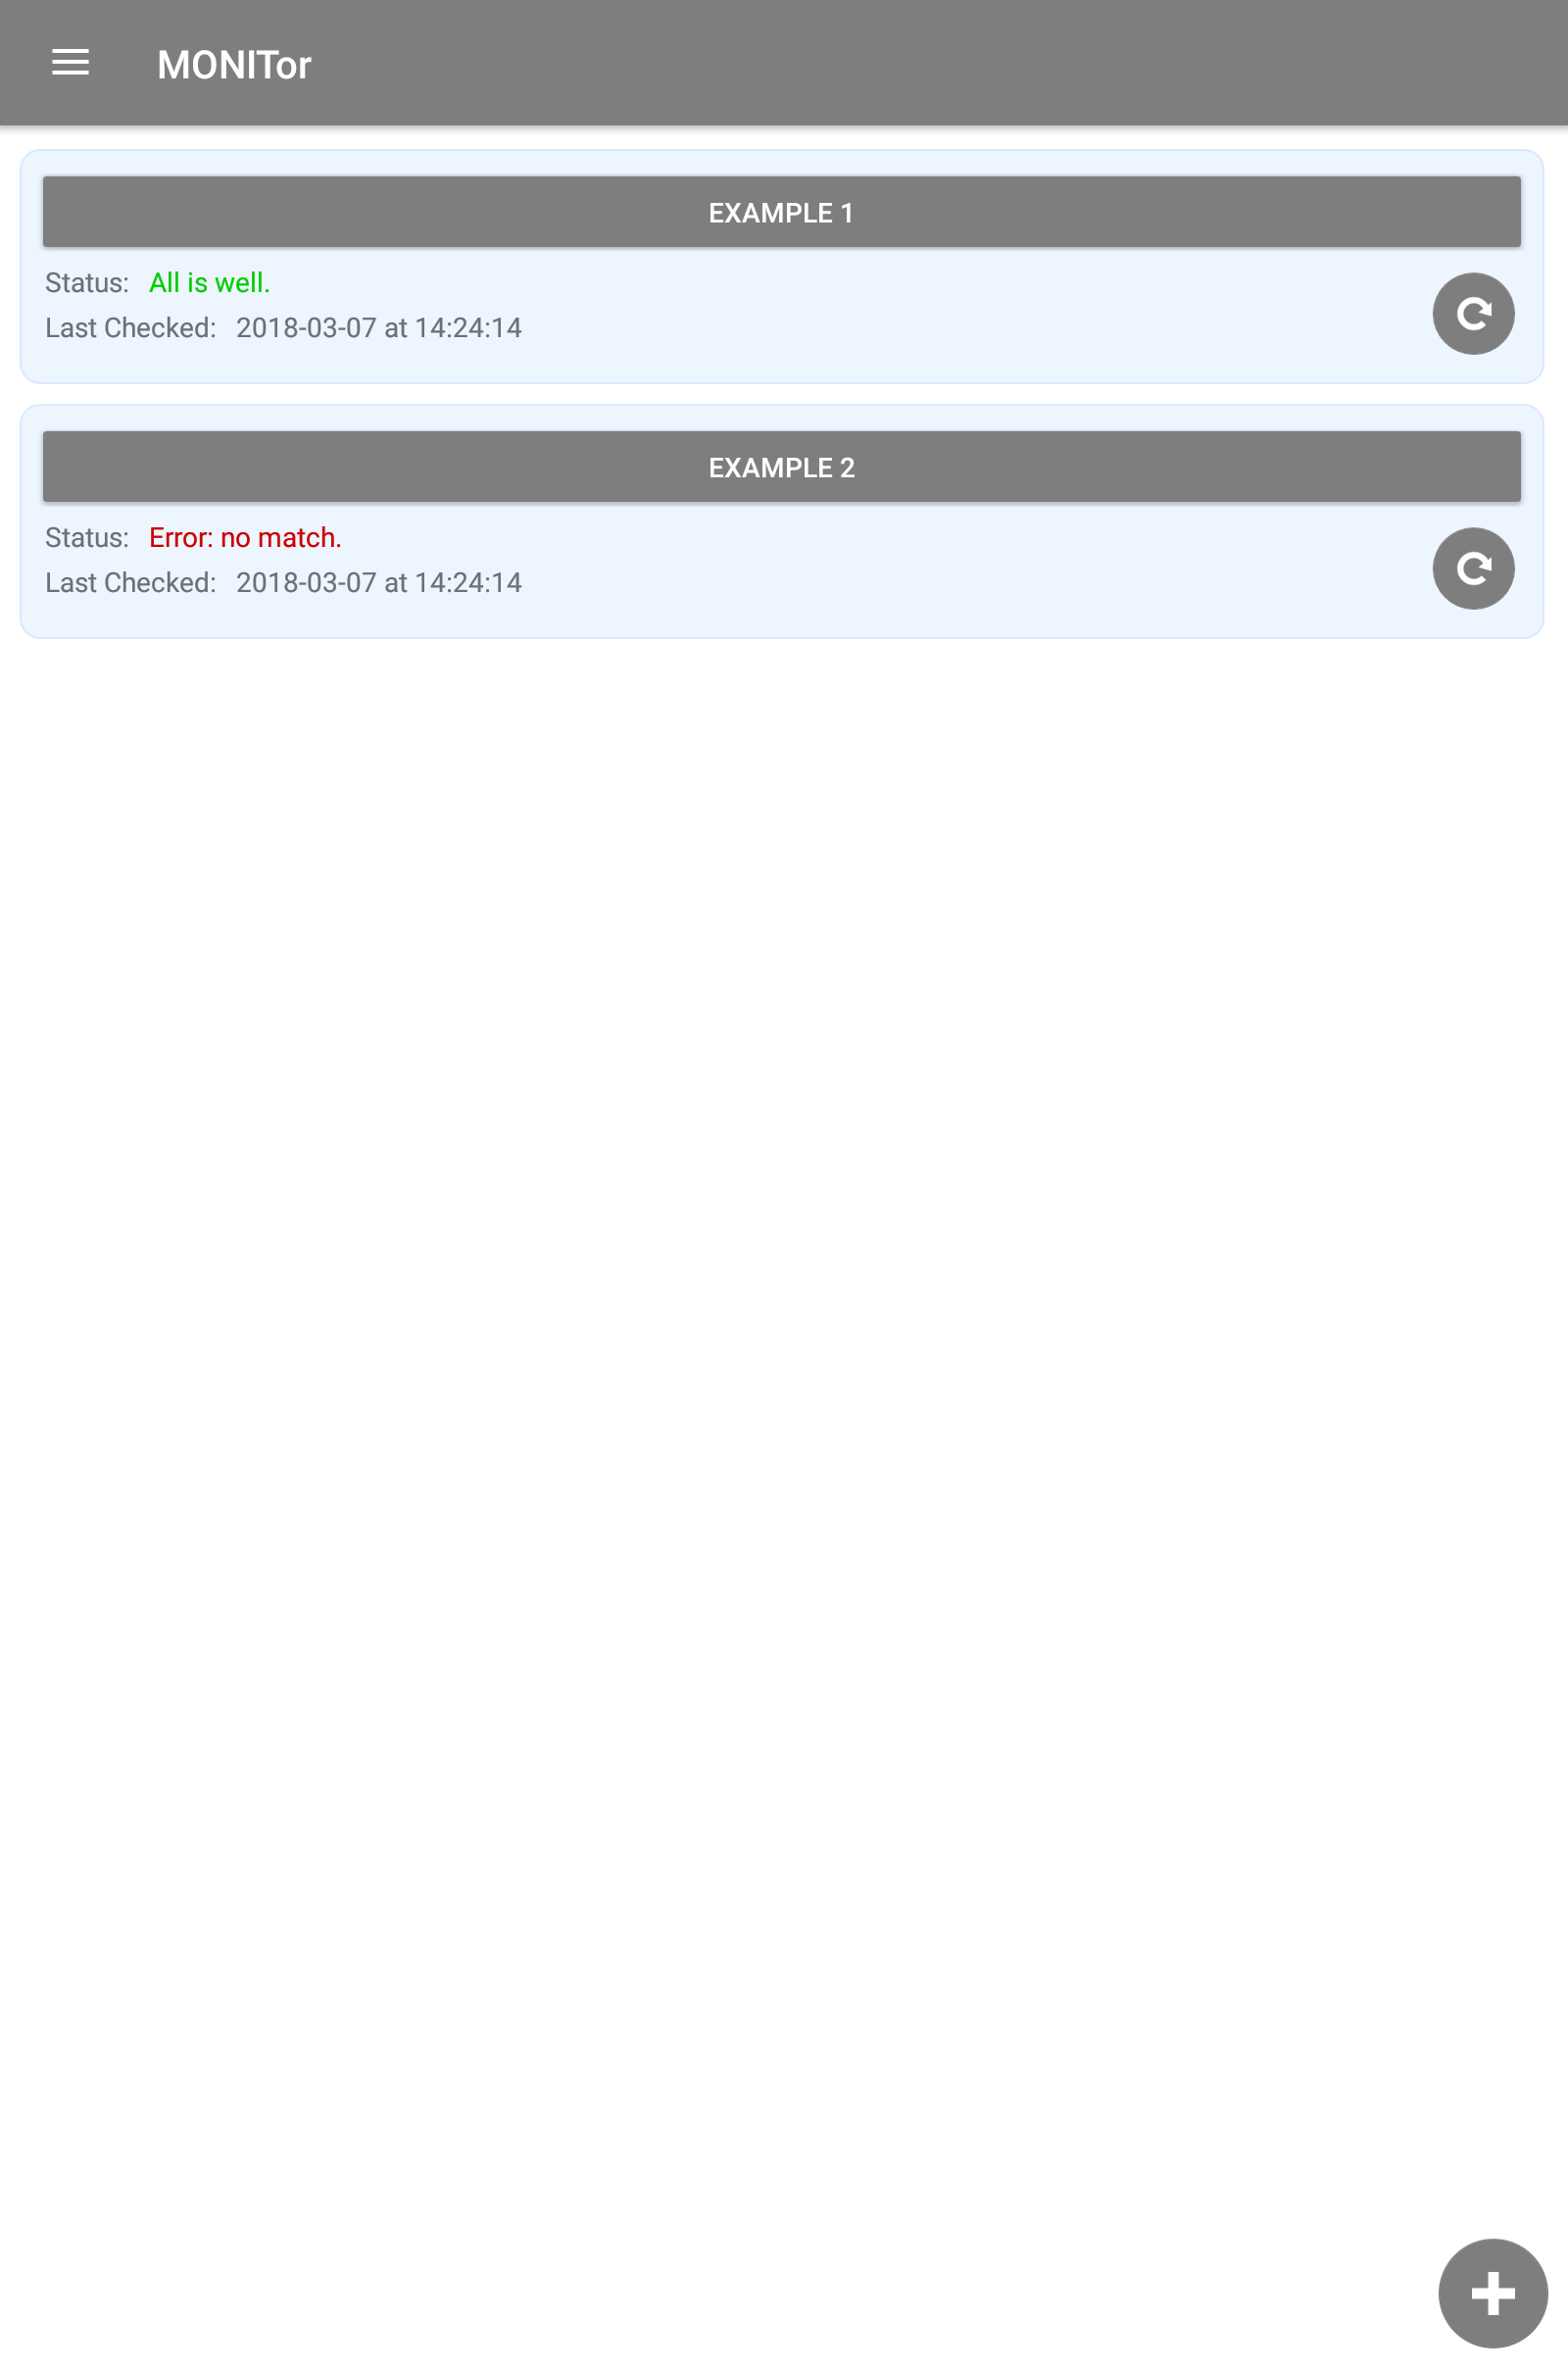 MONITor
EXAMPLE 1
Status: All is well.
Last Checked: 2018-03-07 at 14:24:14
EXAMPLE 2
Status: Error: no match.
Last Checked: 2018-03-07 at 14:24:14